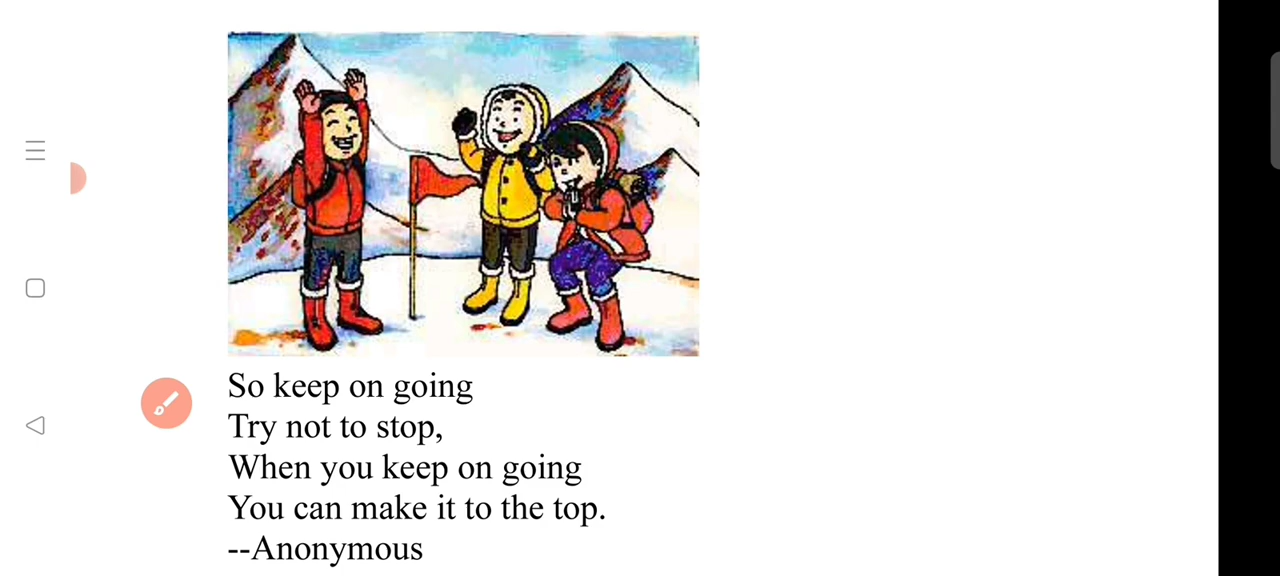 So keep on going
Try not to stop,
When you keep on going
You can make it to the top.
--Anonymous